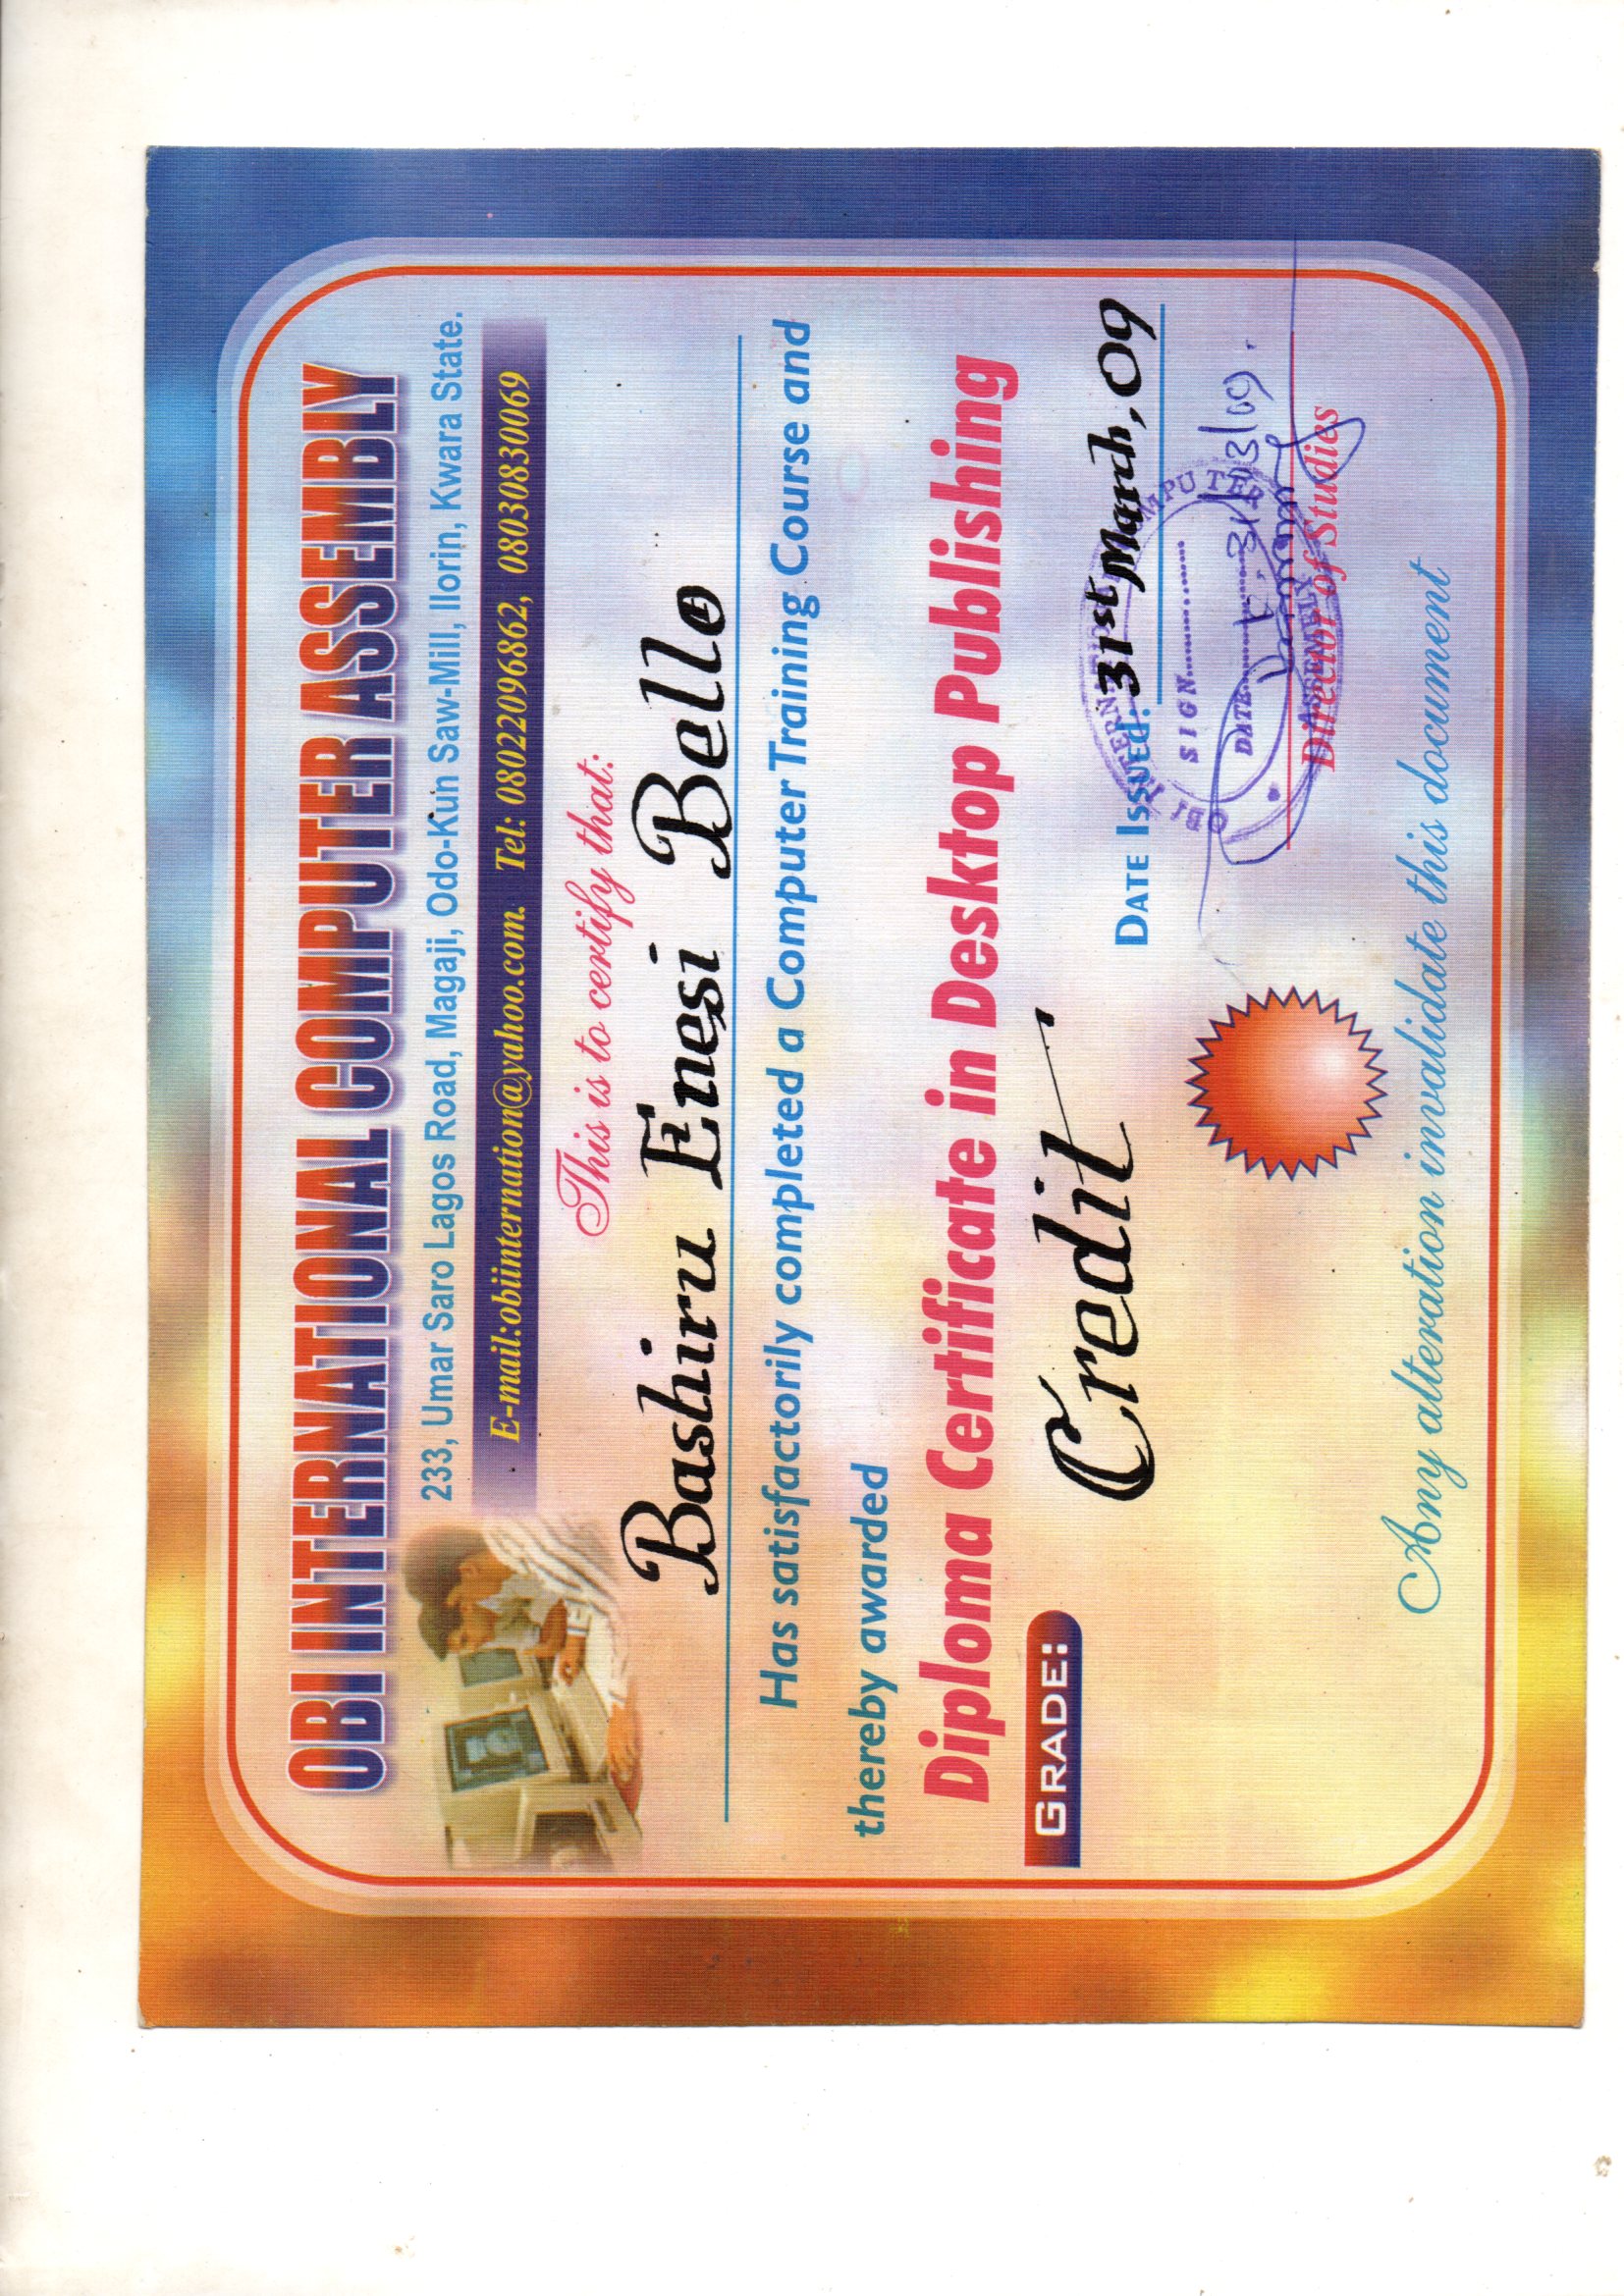 OBI INTERNATIONAL COMPUTER ASSEMBLY
233, Umar Saro Lagos Road, Magaji, Odo-Kun Saw-Mill, Ilorin, Kwara State.
E-mail:obiinternation@yahoo.com. Tel: 08022096862, 08030830069
This is to certify that:
Bashiru Enesi Bello
Has satisfactorily completed a Computer Training Course and
thereby awarded
Diploma Certificate in Desktop Publishing
GRADE: Credit
DATE ISSUED: 31st March, 09
OBI INTERNATIONAL COMPUTER ASSEMBLY
SIGN
DATE 31/03/09
Director of Studies
Any alteration invalidate this document